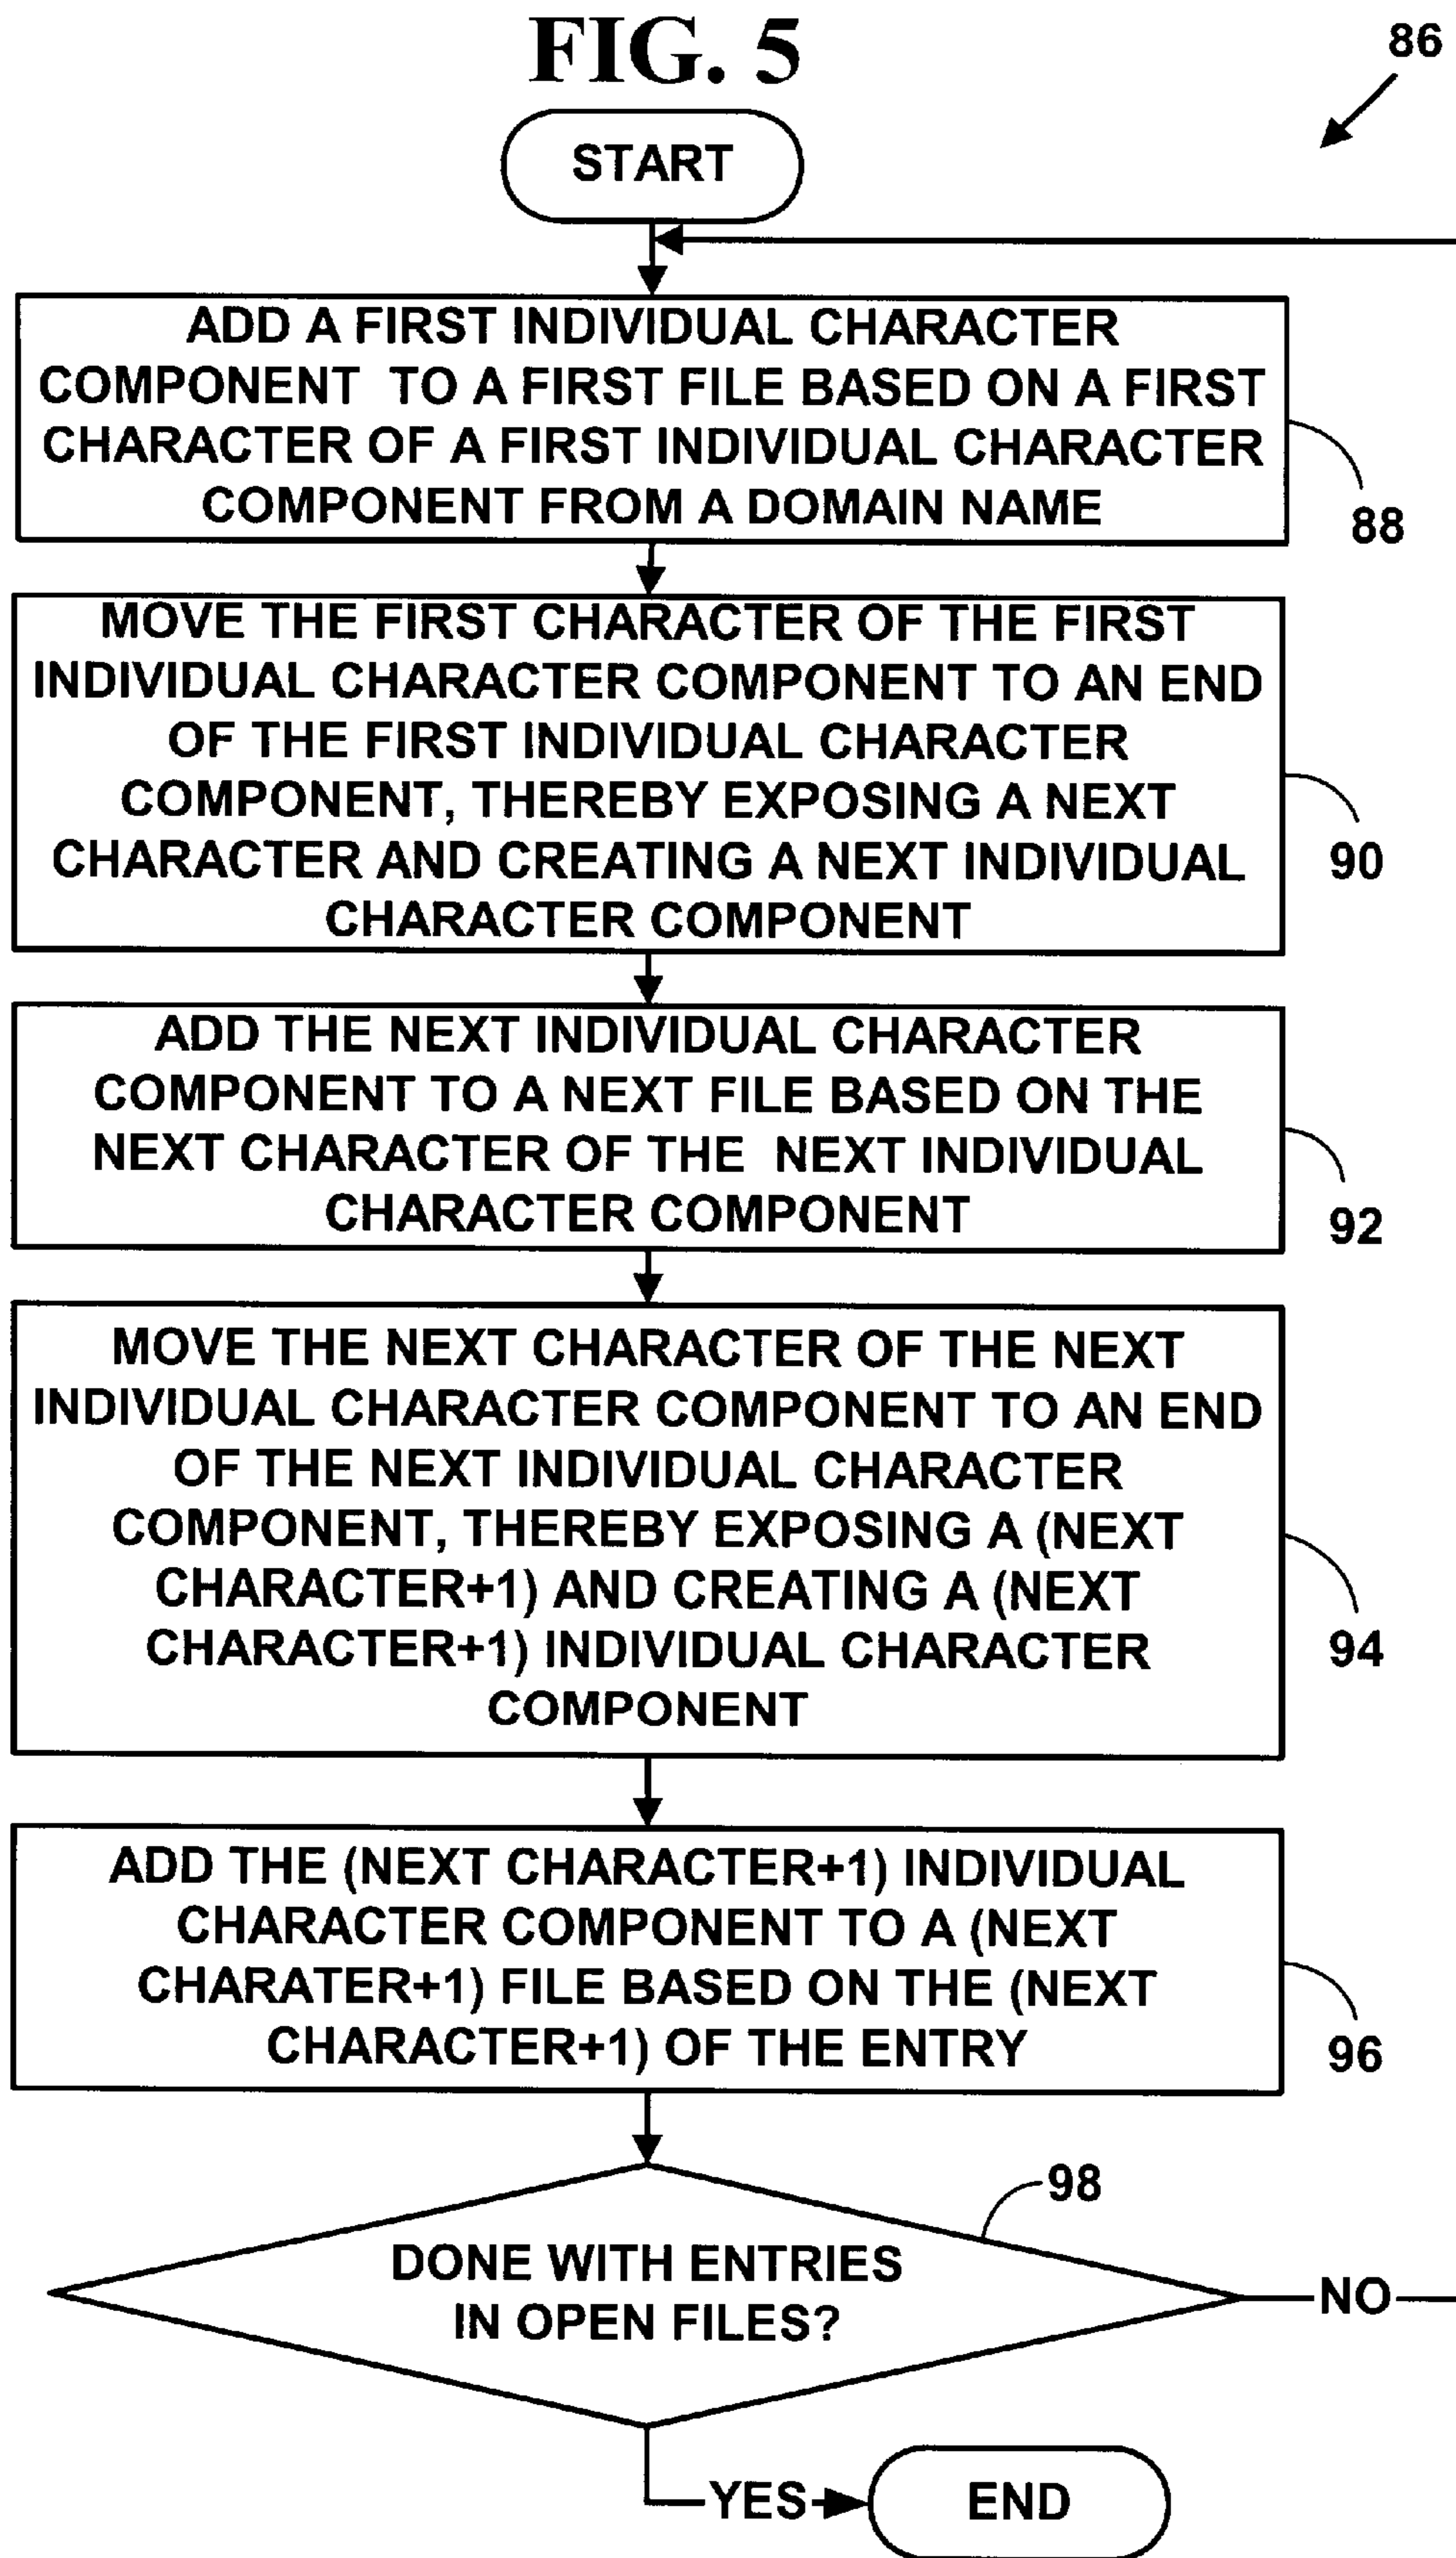 FIG. 5
86
START
ADD A FIRST INDIVIDUAL CHARACTER
COMPONENT TO A FIRST FILE BASED ON A FIRST
CHARACTER OF A FIRST INDIVIDUAL CHARACTER
COMPONENT FROM A DOMAIN NAME
88
MOVE THE FIRST CHARACTER OF THE FIRST
INDIVIDUAL CHARACTER COMPONENT TO AN END
OF THE FIRST INDIVIDUAL CHARACTER
COMPONENT, THEREBY EXPOSING A NEXT
CHARACTER AND CREATING A NEXT INDIVIDUAL
CHARACTER COMPONENT
90
ADD THE NEXT INDIVIDUAL CHARACTER
COMPONENT TO A NEXT FILE BASED ON THE
NEXT CHARACTER OF THE NEXT INDIVIDUAL
CHARACTER COMPONENT
92
MOVE THE NEXT CHARACTER OF THE NEXT
INDIVIDUAL CHARACTER COMPONENT TO AN END
OF THE NEXT INDIVIDUAL CHARACTER
COMPONENT, THEREBY EXPOSING A (NEXT
CHARACTER+1) AND CREATING A (NEXT
CHARACTER+1) INDIVIDUAL CHARACTER
COMPONENT
94
ADD THE (NEXT CHARACTER+1) INDIVIDUAL
CHARACTER COMPONENT TO A (NEXT
CHARATER+1) FILE BASED ON THE (NEXT
CHARACTER+1) OF THE ENTRY
96
98
DONE WITH ENTRIES
IN OPEN FILES?
NO
YES
END